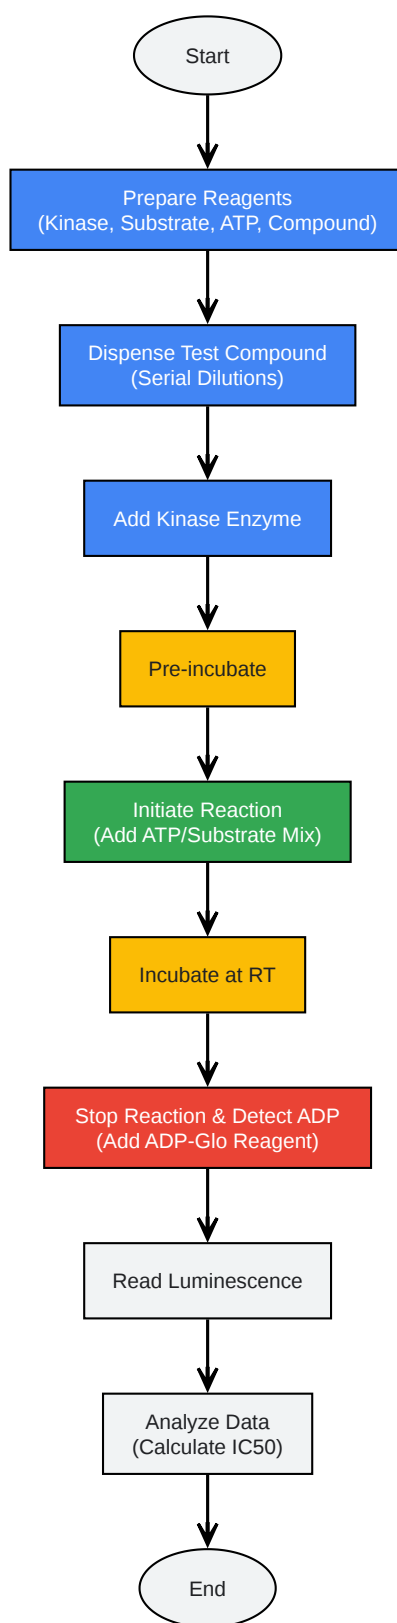 Start
Prepare Reagents
(Kinase, Substrate, ATP, Compound)
Dispense Test Compound
(Serial Dilutions)
Add Kinase Enzyme
Pre-incubate
Initiate Reaction
(Add ATP/Substrate Mix)
Incubate at RT
Stop Reaction & Detect ADP
(Add ADP-Glo Reagent)
Read Luminescence
Analyze Data
(Calculate IC50)
End